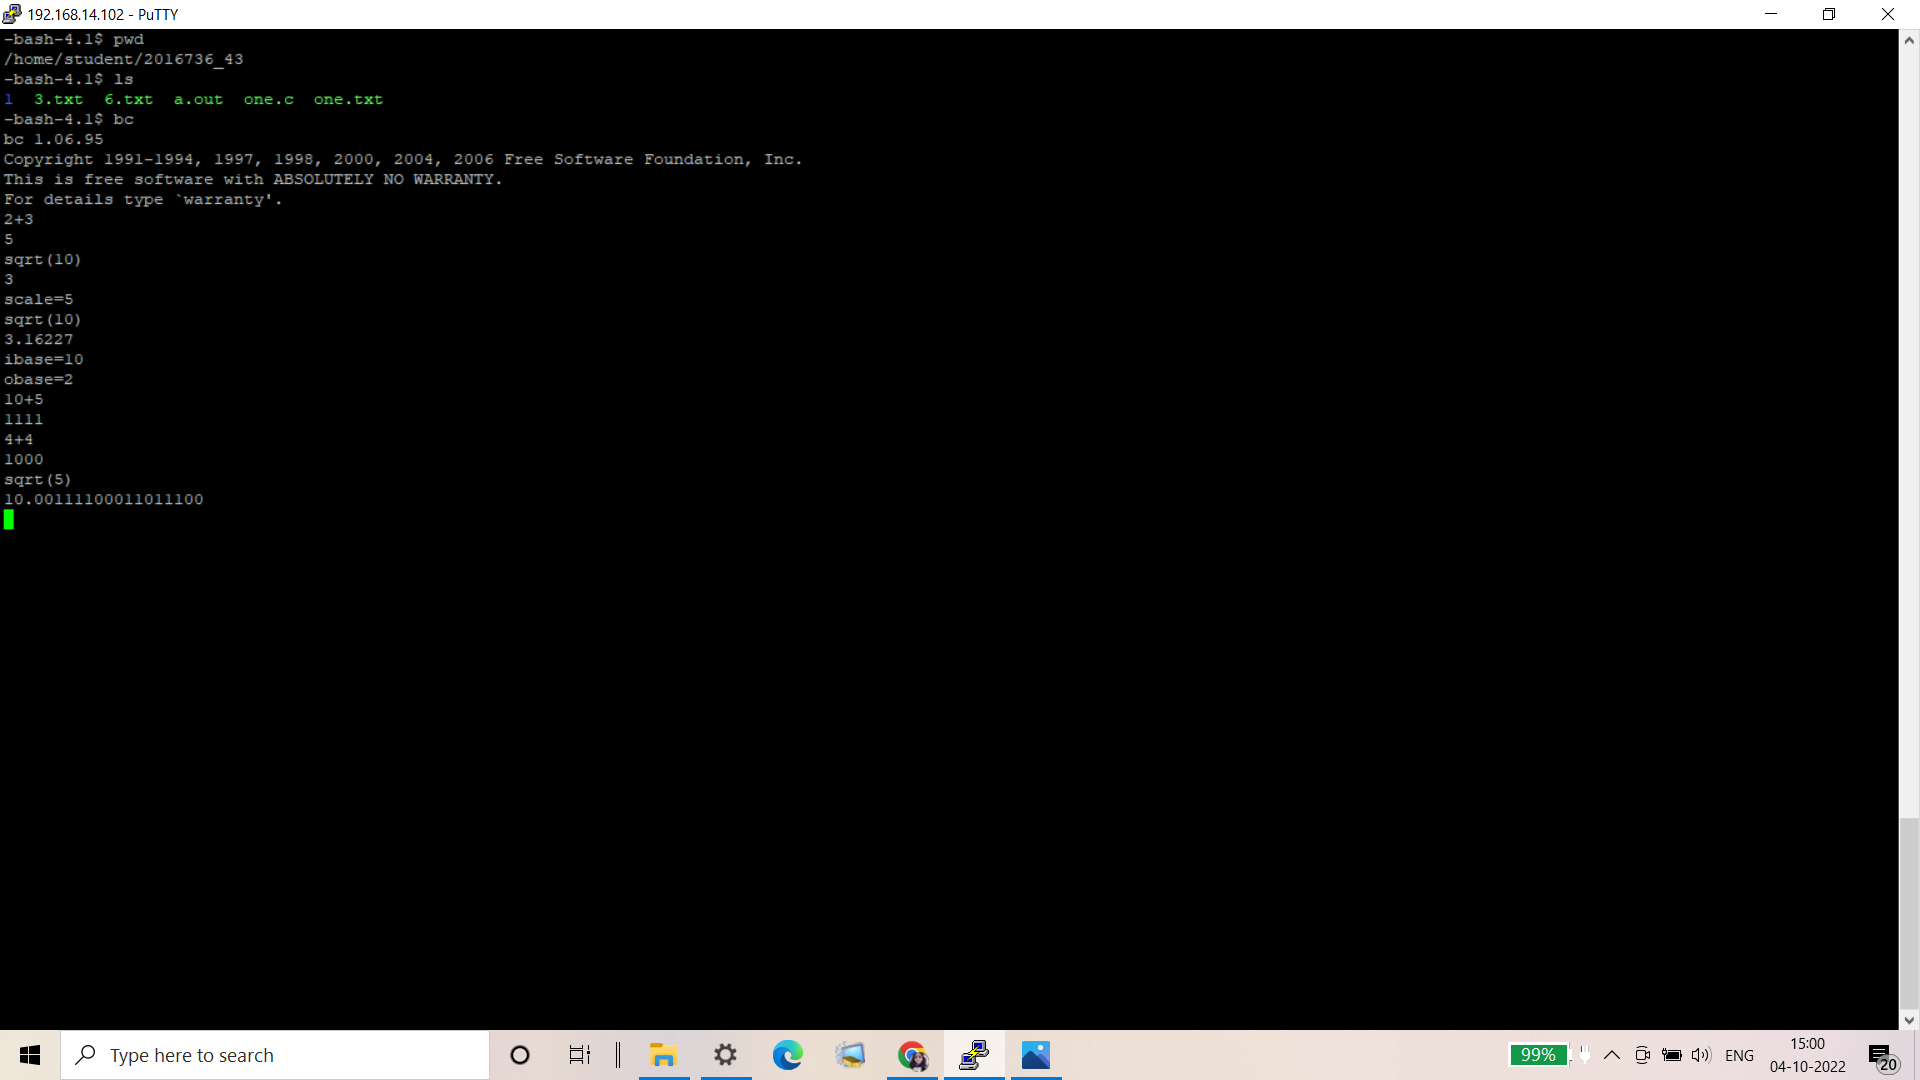 192.168.14.102 - PuTTY
-bash-4.1$ pwd
/home/student/2016736_43
-bash-4.1$ ls
1  3.txt  6.txt  a.out  one.c  one.txt
-bash-4.1$ bc
bc 1.06.95
Copyright 1991-1994, 1997, 1998, 2000, 2004, 2006 Free Software Foundation, Inc.
This is free software with ABSOLUTELY NO WARRANTY.
For details type `warranty'.
2+3
5
sqrt(10)
3
scale=5
sqrt(10)
3.16227
ibase=10
obase=2
10+5
1111
4+4
1000
sqrt(5)
10.00111100011011100
Type here to search
99%
ENG
15:00
04-10-2022
20